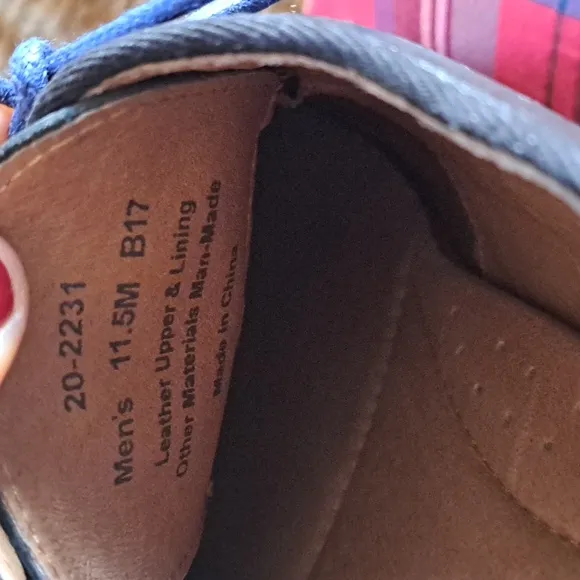 20-2231
Men's 11.5M B17
Leather Upper & Lining
Other Materials Man-Made
Made in China